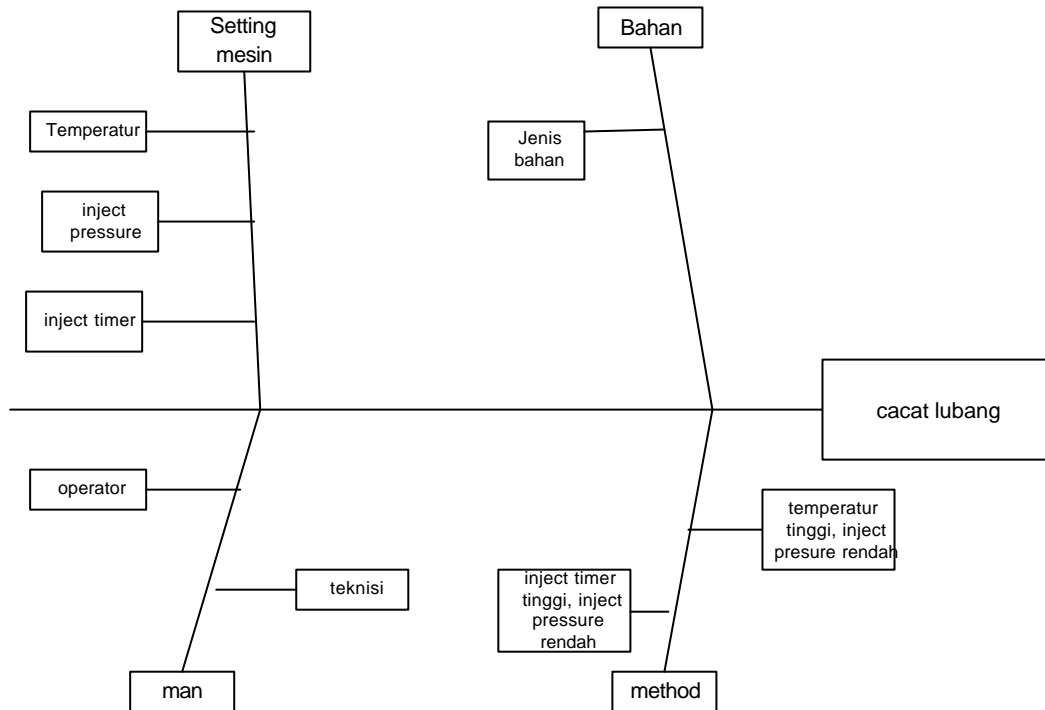 Setting
mesin
Bahan
Temperatur
Jenis
bahan
inject
pressure
inject timer
cacat lubang
operator
temperatur
tinggi, inject
presure rendah
teknisi
inject timer
tinggi, inject
pressure
rendah
man
method